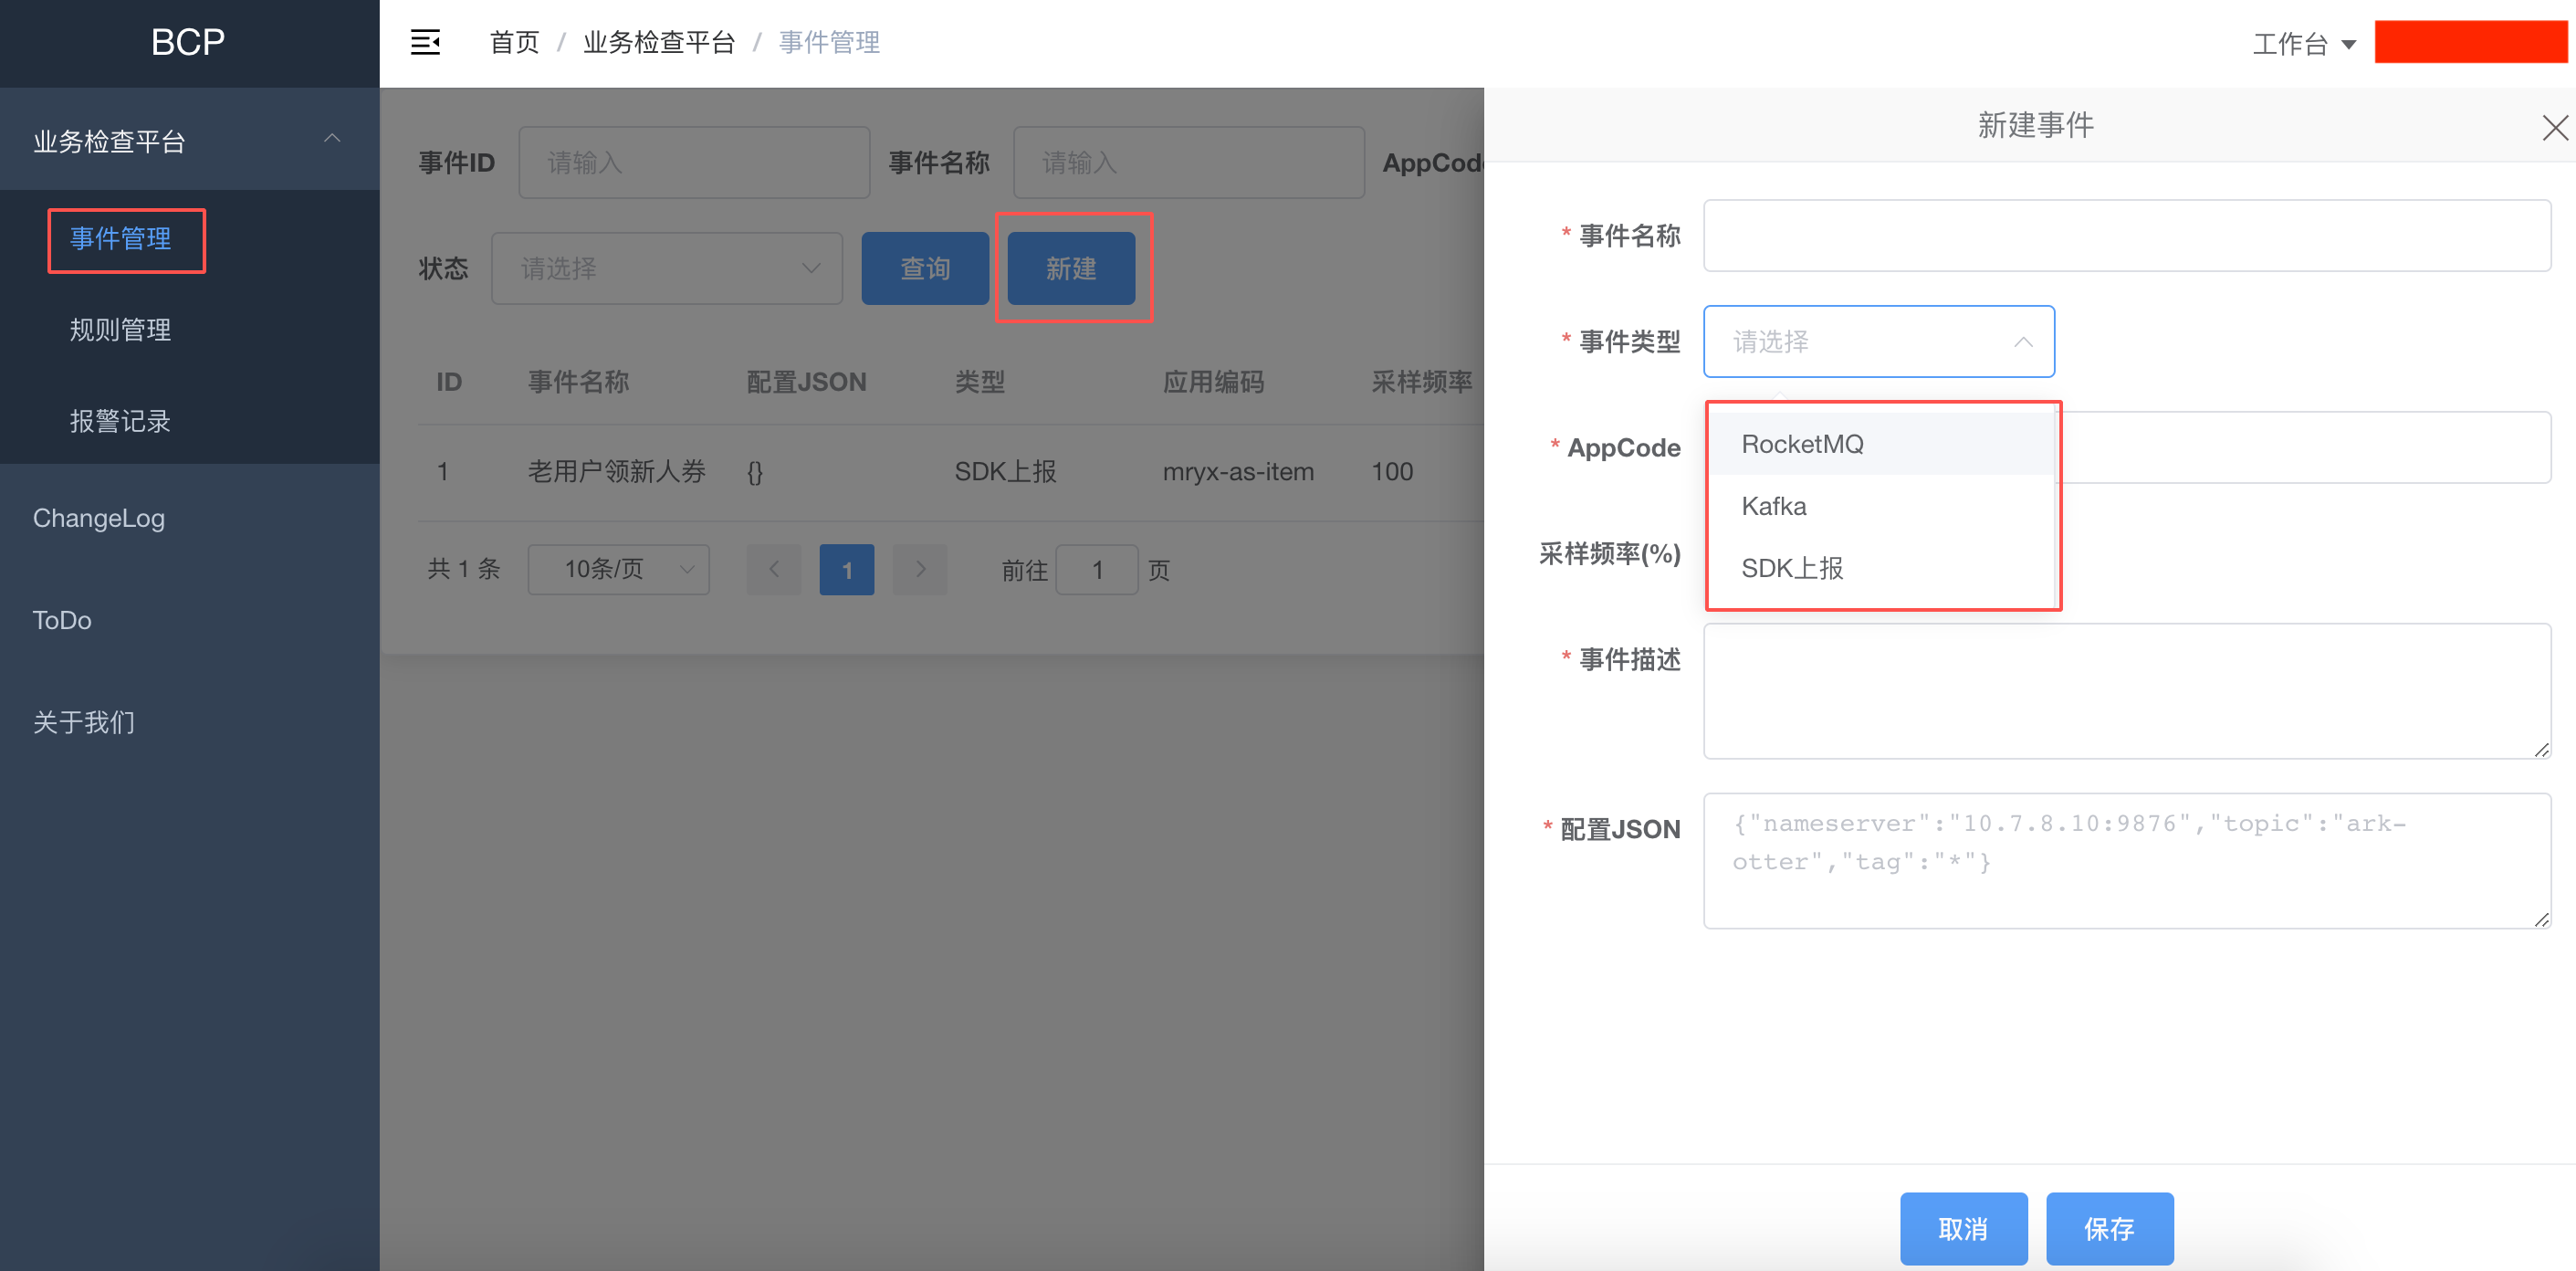 BCP
首页 / 业务检查平台 / 事件管理
工作台
业务检查平台
事件管理
规则管理
报警记录
ChangeLog
ToDo
关于我们
事件ID 请输入 事件名称 请输入 AppCode
状态 请选择 查询 新建
ID 事件名称 配置JSON 类型 应用编码 采样频率
1 老用户领新人券 {} SDK上报 mryx-as-item 100
共 1 条 10条/页 1 前往 1 页
新建事件
* 事件名称
* 事件类型 请选择
RocketMQ
Kafka
SDK上报
* AppCode
采样频率(%)
* 事件描述
* 配置JSON
{"nameserver":"10.7.8.10:9876","topic":"ark-
otter","tag":"*"}
取消 保存